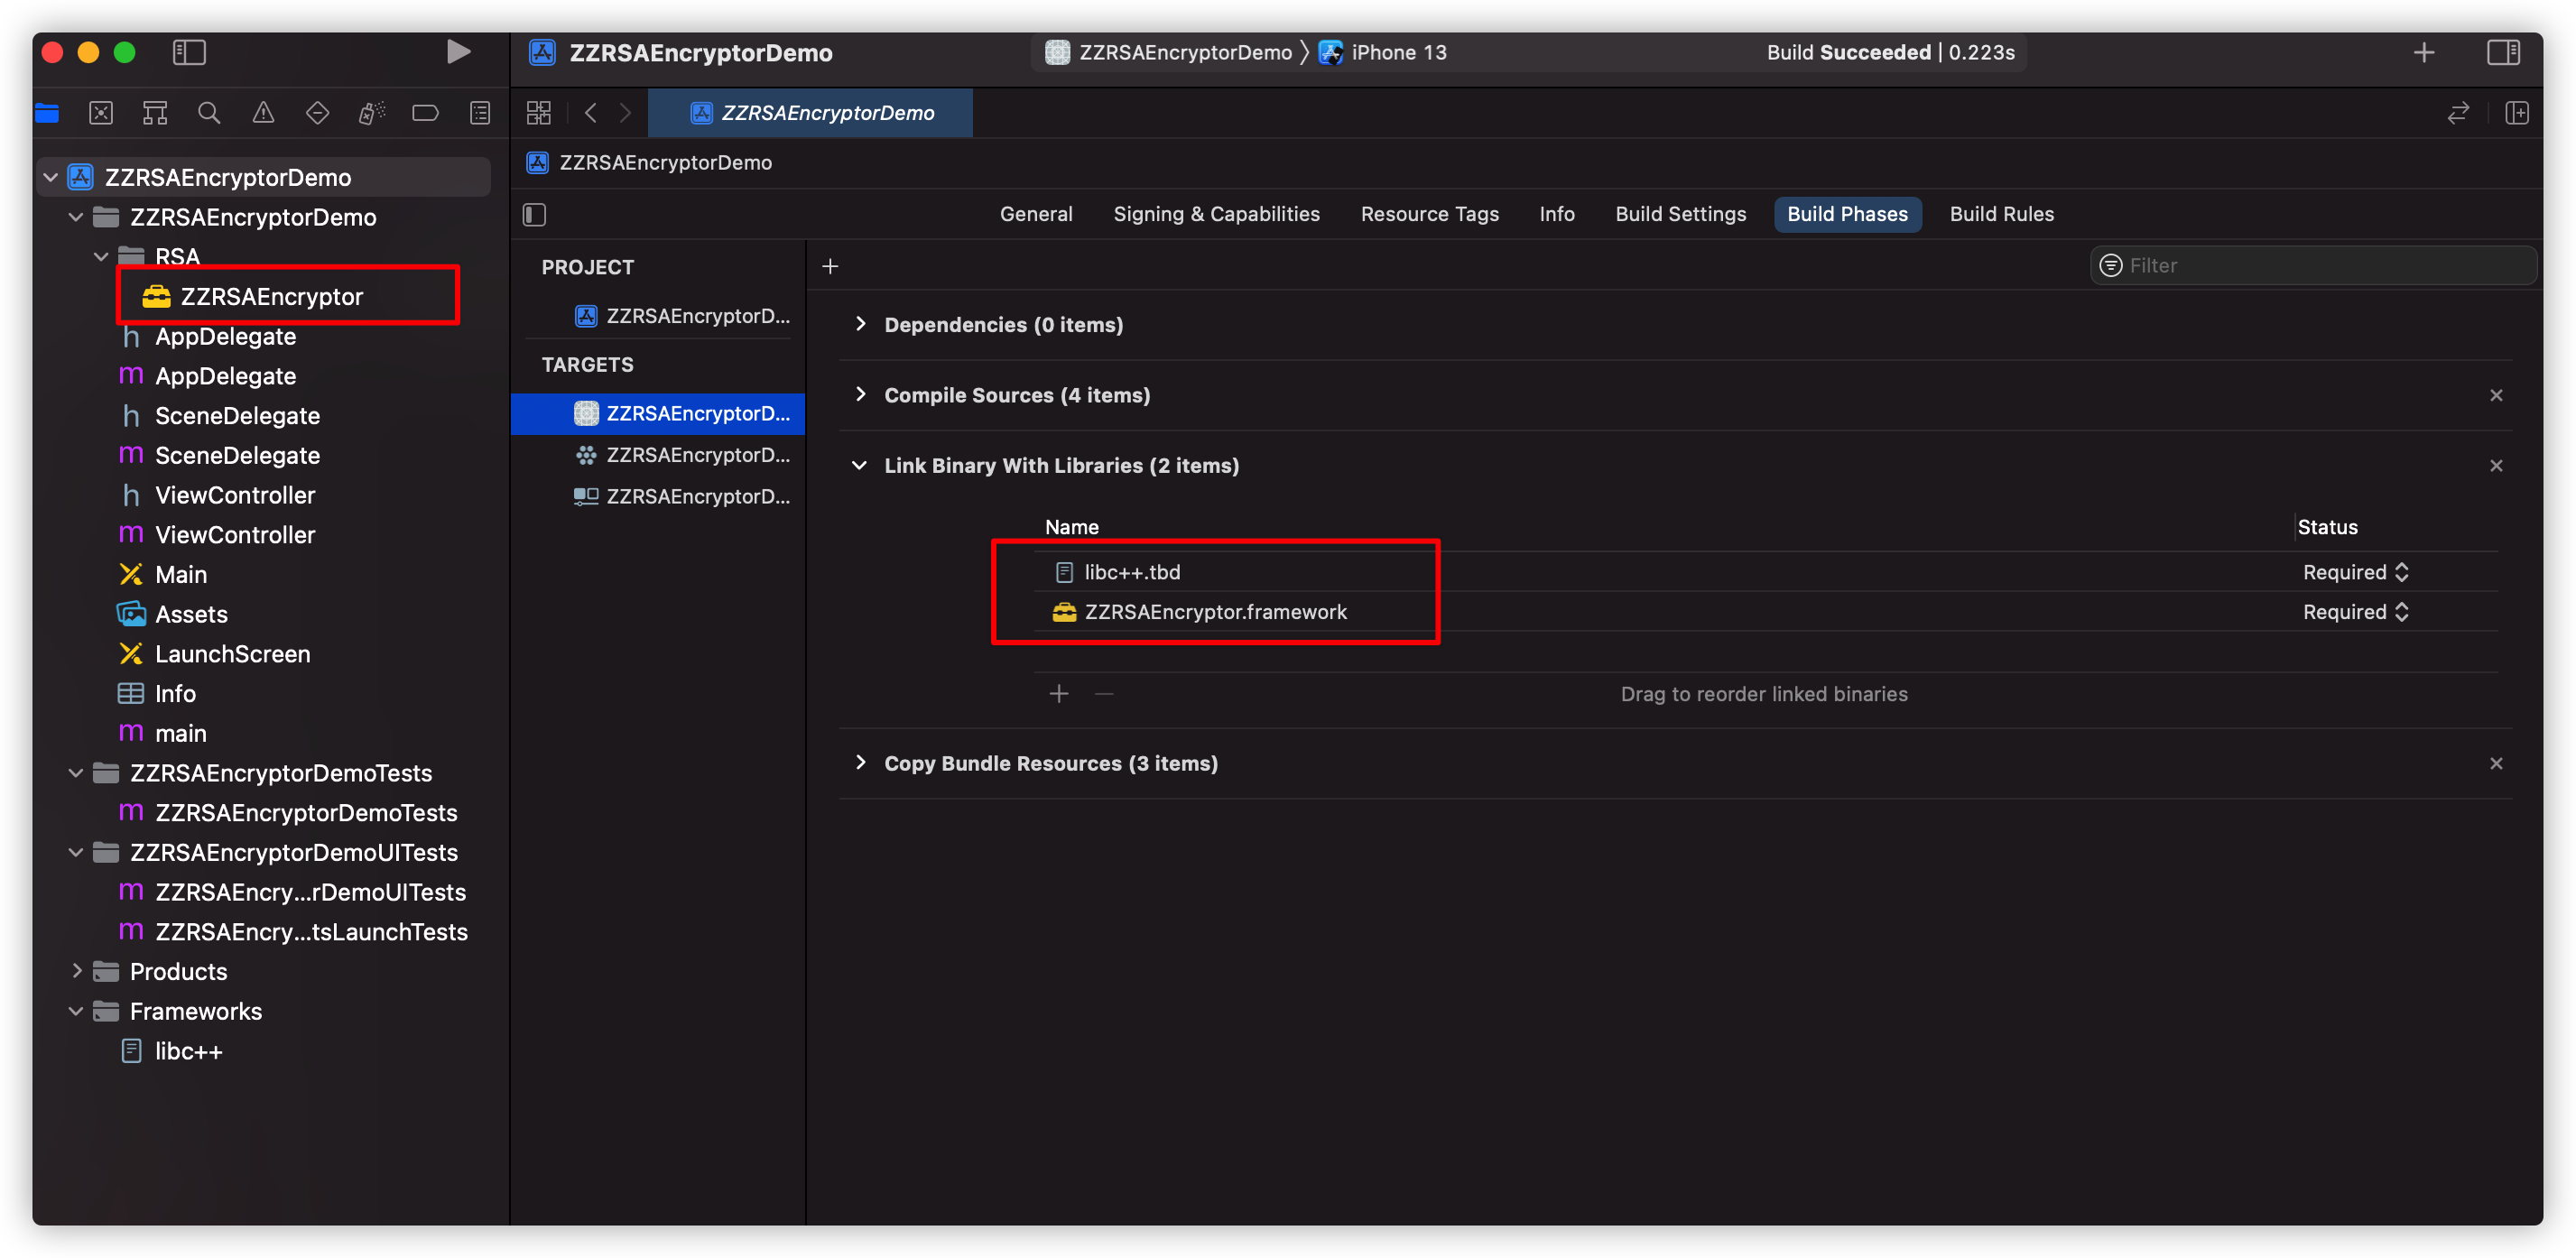 ZZRSAEncryptorDemo
ZZRSAEncryptorDemo
iPhone 13
Build Succeeded | 0.223s
ZZRSAEncryptorDemo
ZZRSAEncryptorDemo
General
Signing & Capabilities
Resource Tags
Info
Build Settings
Build Phases
Build Rules
ZZRSAEncryptorDemo
ZZRSAEncryptorDemo
RSA
ZZRSAEncryptor
h AppDelegate
m AppDelegate
h SceneDelegate
m SceneDelegate
h ViewController
m ViewController
Main
Assets
LaunchScreen
Info
m main
ZZRSAEncryptorDemoTests
m ZZRSAEncryptorDemoTests
ZZRSAEncryptorDemoUITests
m ZZRSAEncry...rDemoUITests
m ZZRSAEncry...tsLaunchTests
Products
Frameworks
libc++
PROJECT
ZZRSAEncryptorD...
TARGETS
ZZRSAEncryptorD...
ZZRSAEncryptorD...
ZZRSAEncryptorD...
Filter
Dependencies (0 items)
Compile Sources (4 items)
Link Binary With Libraries (2 items)
Name
Status
libc++.tbd
Required
ZZRSAEncryptor.framework
Required
Drag to reorder linked binaries
Copy Bundle Resources (3 items)